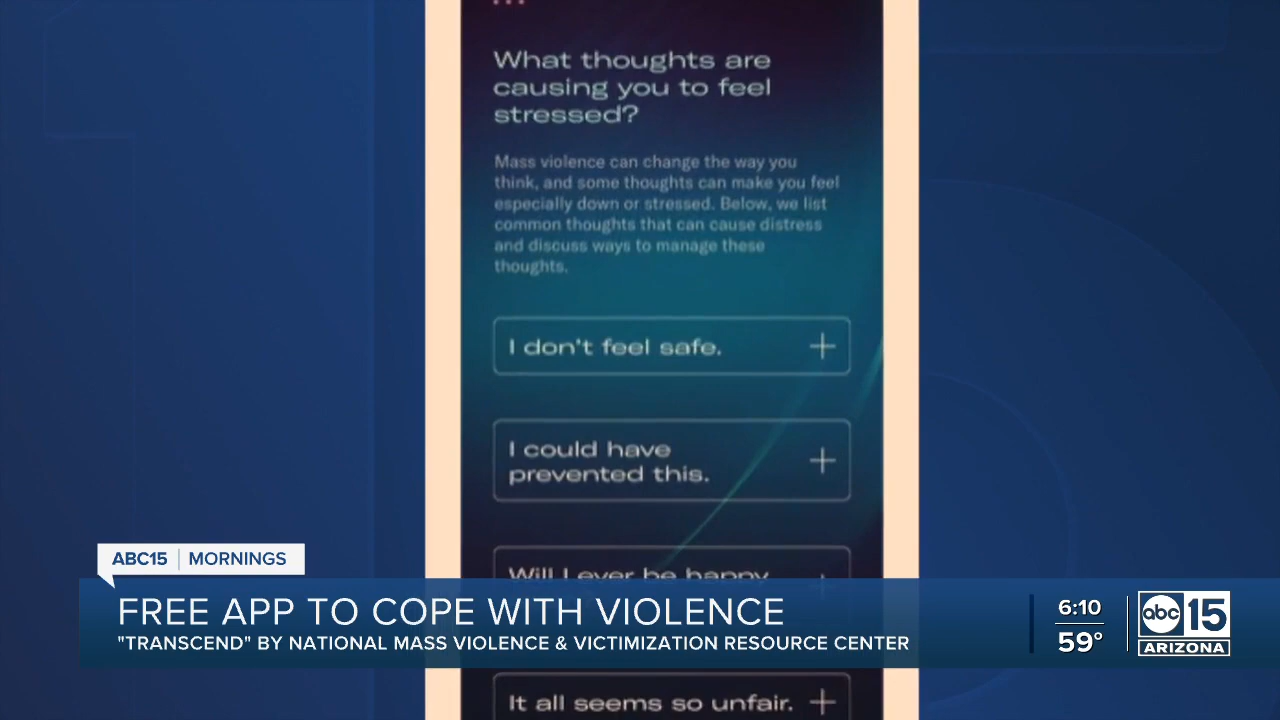 What thoughts are
causing you to feel
stressed?
Mass violence can change the way you
think, and some thoughts can make you feel
especially down or stressed. Below, we list
common thoughts that can cause distress
and discuss ways to manage these
thoughts.
I don't feel safe.
I could have
prevented this.
Will I ever be happy
ABC15 | MORNINGS
FREE APP TO COPE WITH VIOLENCE
"TRANSCEND" BY NATIONAL MASS VIOLENCE & VICTIMIZATION RESOURCE CENTER
6:10
59°
abc 15
ARIZONA
It all seems so unfair.